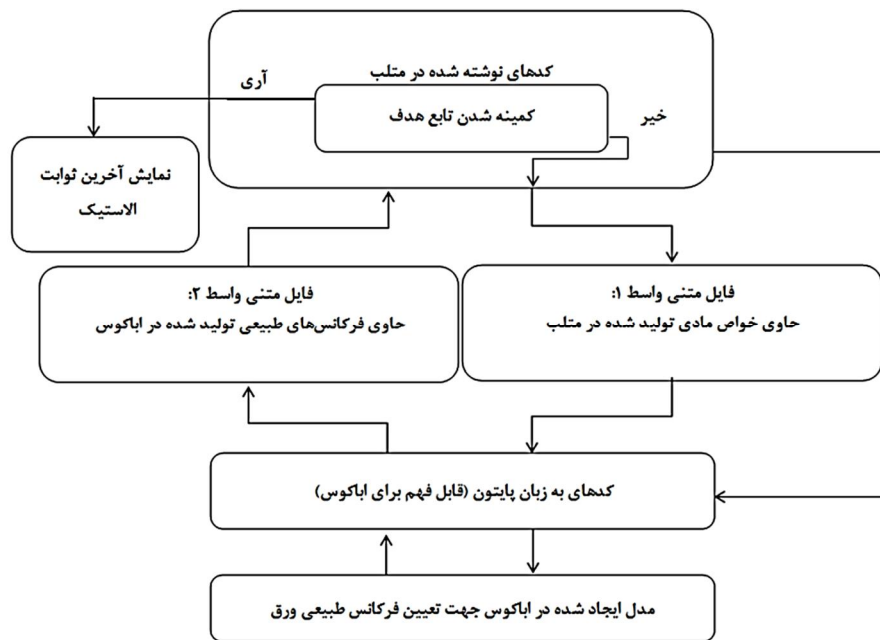 کدهای نوشته شده در متلب
آری
کمینه شدن تابع هدف
خیر
نمایش آخرین ثوابت
الاستیک
فایل متنی واسط 1:
حاوی خواص مادی تولید شده در متلب
فایل متنی واسط ۲:
حاوی فرکانس‌های طبیعی تولید شده در اباکوس
کدهای به زبان پایتون (قابل فهم برای اباکوس)
مدل ایجاد شده در اباکوس جهت تعیین فرکانس طبیعی ورق